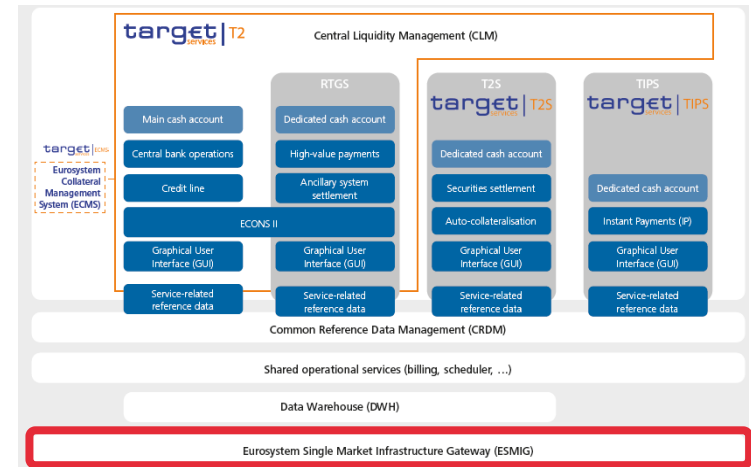 target | T2
services
Central Liquidity Management (CLM)
RTGS
T2S
target | T2S
services
TIPS
target | TIPS
services
Main cash account
Dedicated cash account
Central bank operations
High-value payments
Dedicated cash account
target | ECMS
services
Eurosystem
Collateral
Management
System (ECMS)
Credit line
Ancillary system
settlement
Securities settlement
Dedicated cash account
ECONS II
Auto-collateralisation
Instant Payments (IP)
Graphical User
Interface (GUI)
Graphical User
Interface (GUI)
Graphical User
Interface (GUI)
Graphical User
Interface (GUI)
Service-related
reference data
Service-related
reference data
Service-related
reference data
Service-related
reference data
Common Reference Data Management (CRDM)
Shared operational services (billing, scheduler, …)
Data Warehouse (DWH)
Eurosystem Single Market Infrastructure Gateway (ESMIG)